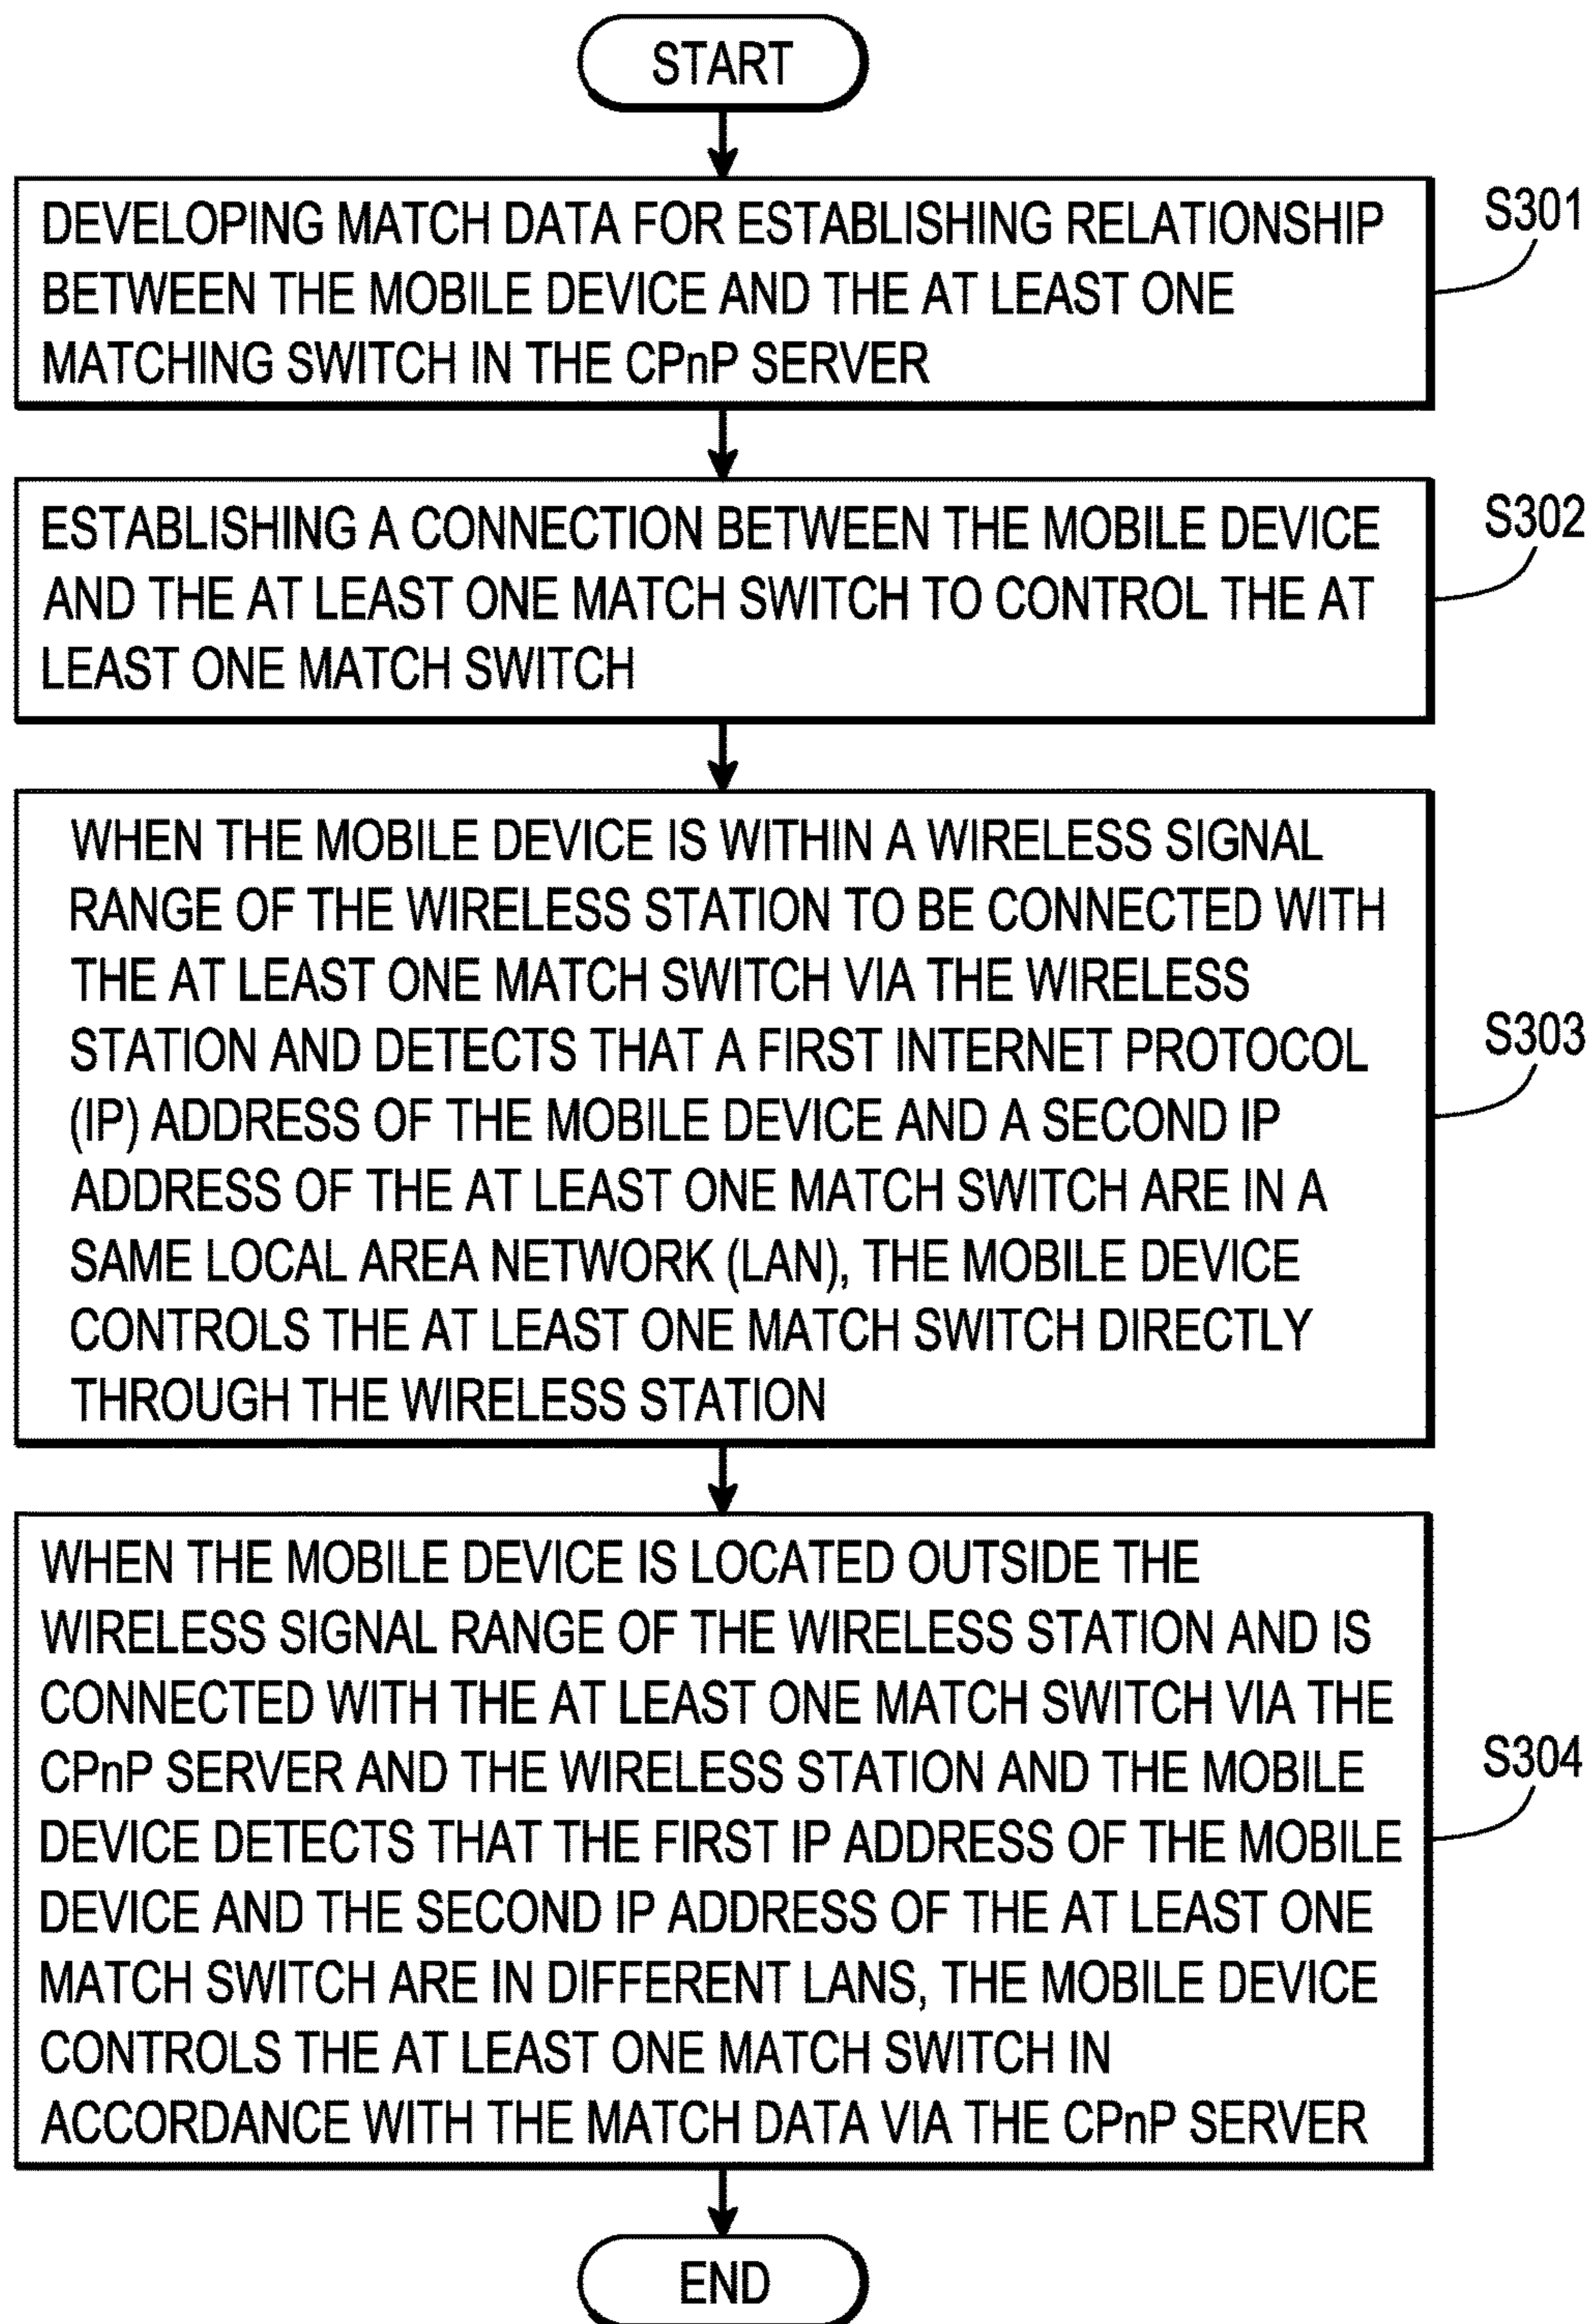 START
DEVELOPING MATCH DATA FOR ESTABLISHING RELATIONSHIP
BETWEEN THE MOBILE DEVICE AND THE AT LEAST ONE
MATCHING SWITCH IN THE CPnP SERVER
S301
ESTABLISHING A CONNECTION BETWEEN THE MOBILE DEVICE
AND THE AT LEAST ONE MATCH SWITCH TO CONTROL THE AT
LEAST ONE MATCH SWITCH
S302
WHEN THE MOBILE DEVICE IS WITHIN A WIRELESS SIGNAL
RANGE OF THE WIRELESS STATION TO BE CONNECTED WITH
THE AT LEAST ONE MATCH SWITCH VIA THE WIRELESS
STATION AND DETECTS THAT A FIRST INTERNET PROTOCOL
(IP) ADDRESS OF THE MOBILE DEVICE AND A SECOND IP
ADDRESS OF THE AT LEAST ONE MATCH SWITCH ARE IN A
SAME LOCAL AREA NETWORK (LAN), THE MOBILE DEVICE
CONTROLS THE AT LEAST ONE MATCH SWITCH DIRECTLY
THROUGH THE WIRELESS STATION
S303
WHEN THE MOBILE DEVICE IS LOCATED OUTSIDE THE
WIRELESS SIGNAL RANGE OF THE WIRELESS STATION AND IS
CONNECTED WITH THE AT LEAST ONE MATCH SWITCH VIA THE
CPnP SERVER AND THE WIRELESS STATION AND THE MOBILE
DEVICE DETECTS THAT THE FIRST IP ADDRESS OF THE MOBILE
DEVICE AND THE SECOND IP ADDRESS OF THE AT LEAST ONE
MATCH SWITCH ARE IN DIFFERENT LANS, THE MOBILE DEVICE
CONTROLS THE AT LEAST ONE MATCH SWITCH IN
ACCORDANCE WITH THE MATCH DATA VIA THE CPnP SERVER
S304
END